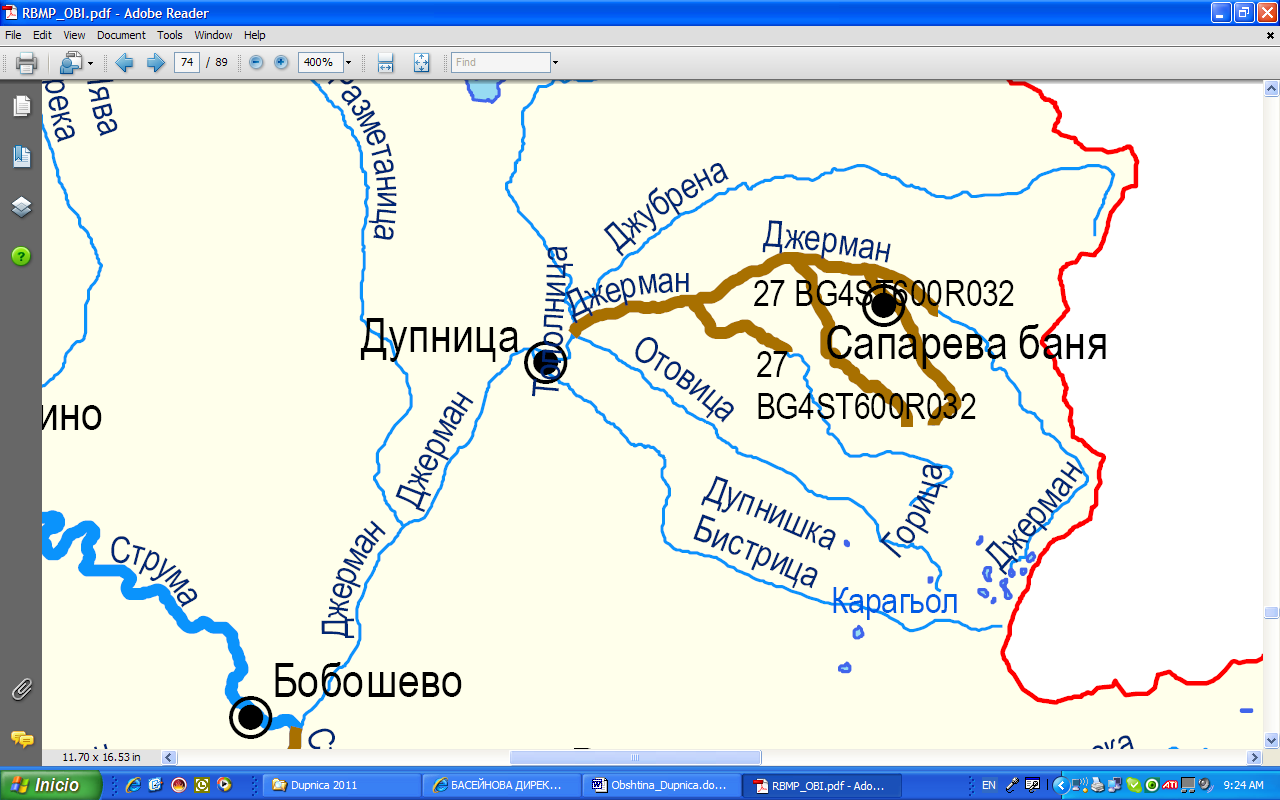 RBMP_OBI.pdf - Adobe Reader
File Edit View Document Tools Window Help
74 / 89 400% Find
река
Разметаница
Джубрена
Джерман
Тополница
Джерман
27 BG4ST600R032
Дупница
Сапарева баня
Отовица
27
BG4ST600R032
Джерман
ино
Дупнишка
Бистрица
Горица
Джерман
Струма
Джерман
Карагьол
Бобошево
С
11.70 x 16.53 in
Inicio
Dupnica 2011
БАСЕЙНОВА ДИРЕК...
Obshtina_Dupnica.do...
RBMP_OBI.pdf - Ado...
EN
9:24 AM